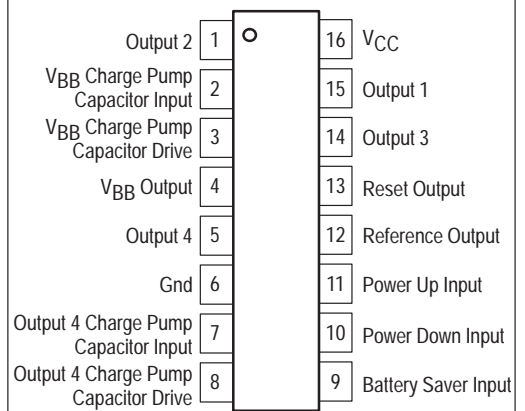 Output 2 1
VBB Charge Pump
Capacitor Input 2
VBB Charge Pump
Capacitor Drive 3
VBB Output 4
Output 4 5
Gnd 6
Output 4 Charge Pump
Capacitor Input 7
Output 4 Charge Pump
Capacitor Drive 8
16 VCC
15 Output 1
14 Output 3
13 Reset Output
12 Reference Output
11 Power Up Input
10 Power Down Input
9 Battery Saver Input